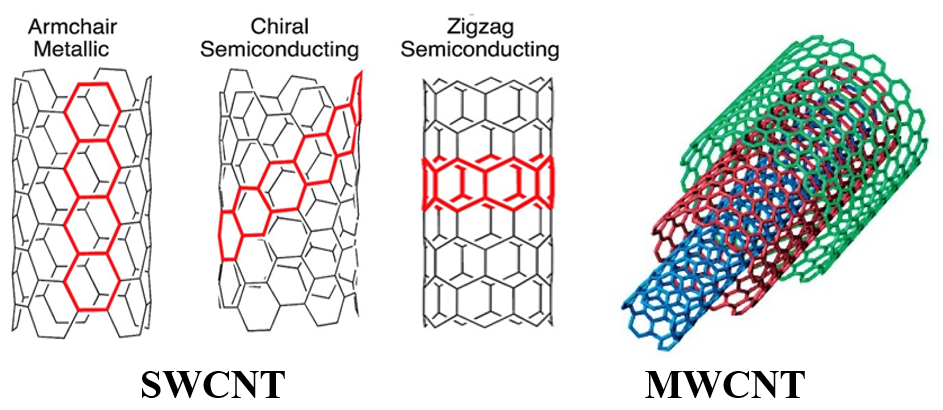 Armchair
Metallic
Chiral
Semiconducting
Zigzag
Semiconducting
SWCNT
MWCNT